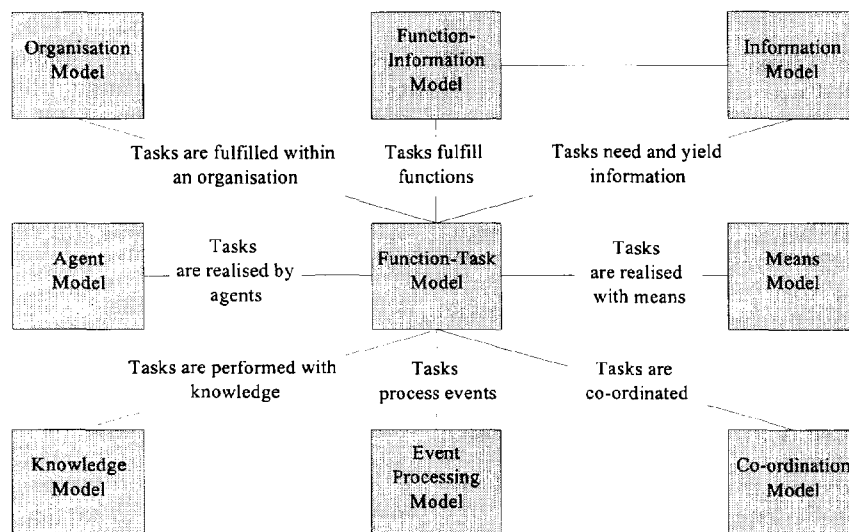 Organisation
Model
Function-
Information
Model
Information
Model
Tasks are fulfilled within
an organisation
Tasks fulfill
functions
Tasks need and yield
information
Agent
Model
Tasks
are realised by
agents
Function-Task
Model
Tasks
are realised
with means
Means
Model
Tasks are performed with
knowledge
Tasks
process events
Tasks are
co-ordinated
Knowledge
Model
Event
Processing
Model
Co-ordination
Model